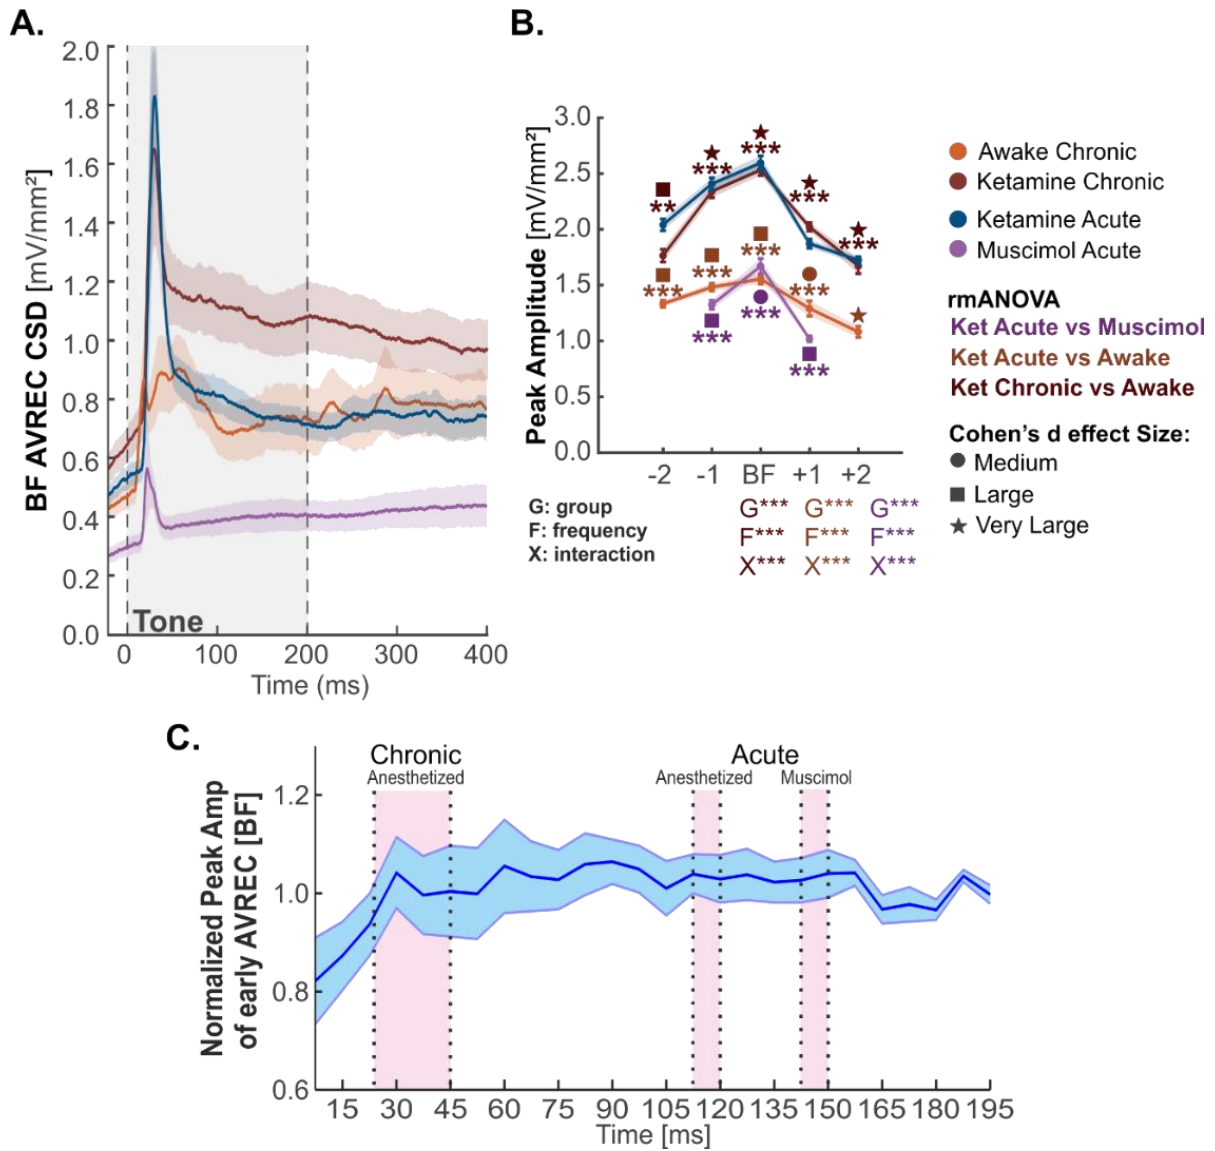 A.
BF AVREC CSD [mV/mm²]
2.0
1.8
1.6
1.4
1.2
1.0
0.8
0.6
0.4
0.2
0.0
Tone
0 100 200 300 400
Time (ms)
B.
Peak Amplitude [mV/mm²]
3.0
2.5
2.0
1.5
1.0
0.5
0.0
★ ★ ★
*** *** ***
■ ** ★ ***
■ *** ■ *** ■ *** ● *** ★
■ *** ● *** ■ ***
-2 -1 BF +1 +2
G: group
F: frequency
X: interaction
G*** G*** G***
F*** F*** F***
X*** X*** X***
Awake Chronic
Ketamine Chronic
Ketamine Acute
Muscimol Acute
rmANOVA
Ket Acute vs Muscimol
Ket Acute vs Awake
Ket Chronic vs Awake
Cohen's d effect Size:
Medium
Large
Very Large
C.
Normalized Peak Amp
of early AVREC [BF]
1.2
1.0
0.8
0.6
Chronic
Anesthetized
Acute
Anesthetized Muscimol
15 30 45 60 75 90 105 120 135 150 165 180 195
Time [ms]